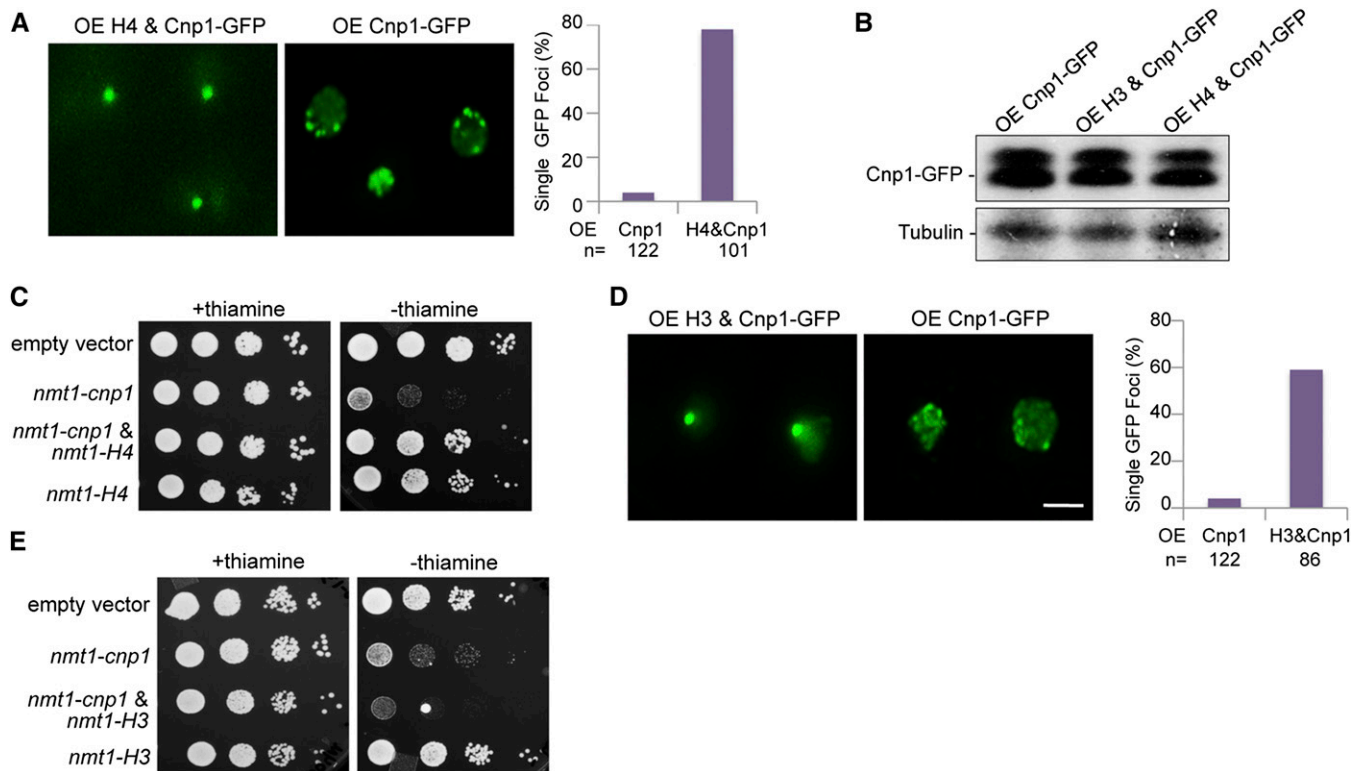 A
OE H4 & Cnp1-GFP
OE Cnp1-GFP
Single GFP Foci (%)
80
60
40
20
0
OE Cnp1 H4&Cnp1
n= 122 101
B
OE Cnp1-GFP
OE H3 & Cnp1-GFP
OE H4 & Cnp1-GFP
Cnp1-GFP -
Tubulin -
C
+thiamine
-thiamine
empty vector
nmt1-cnp1
nmt1-cnp1 &
nmt1-H4
nmt1-H4
D
OE H3 & Cnp1-GFP
OE Cnp1-GFP
Single GFP Foci (%)
80
60
40
20
0
OE Cnp1 H3&Cnp1
n= 122 86
E
+thiamine
-thiamine
empty vector
nmt1-cnp1
nmt1-cnp1 &
nmt1-H3
nmt1-H3